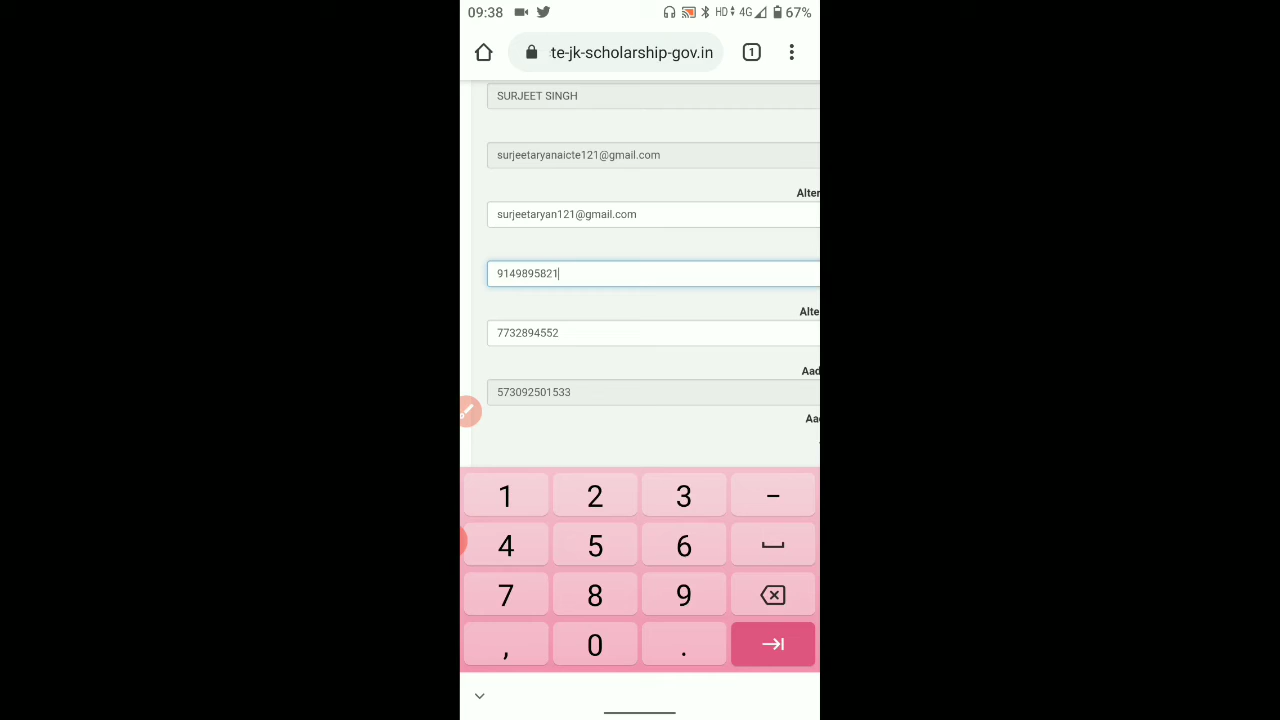 09:38 HD 4G 67%
te-jk-scholarship-gov.in 1
SURJEET SINGH
surjeetaryanaicte121@gmail.com
Alter
surjeetaryan121@gmail.com
9149895821
Alte
7732894552
Aad
573092501533
Aad
1 2 3 -
4 5 6
7 8 9
, 0 .